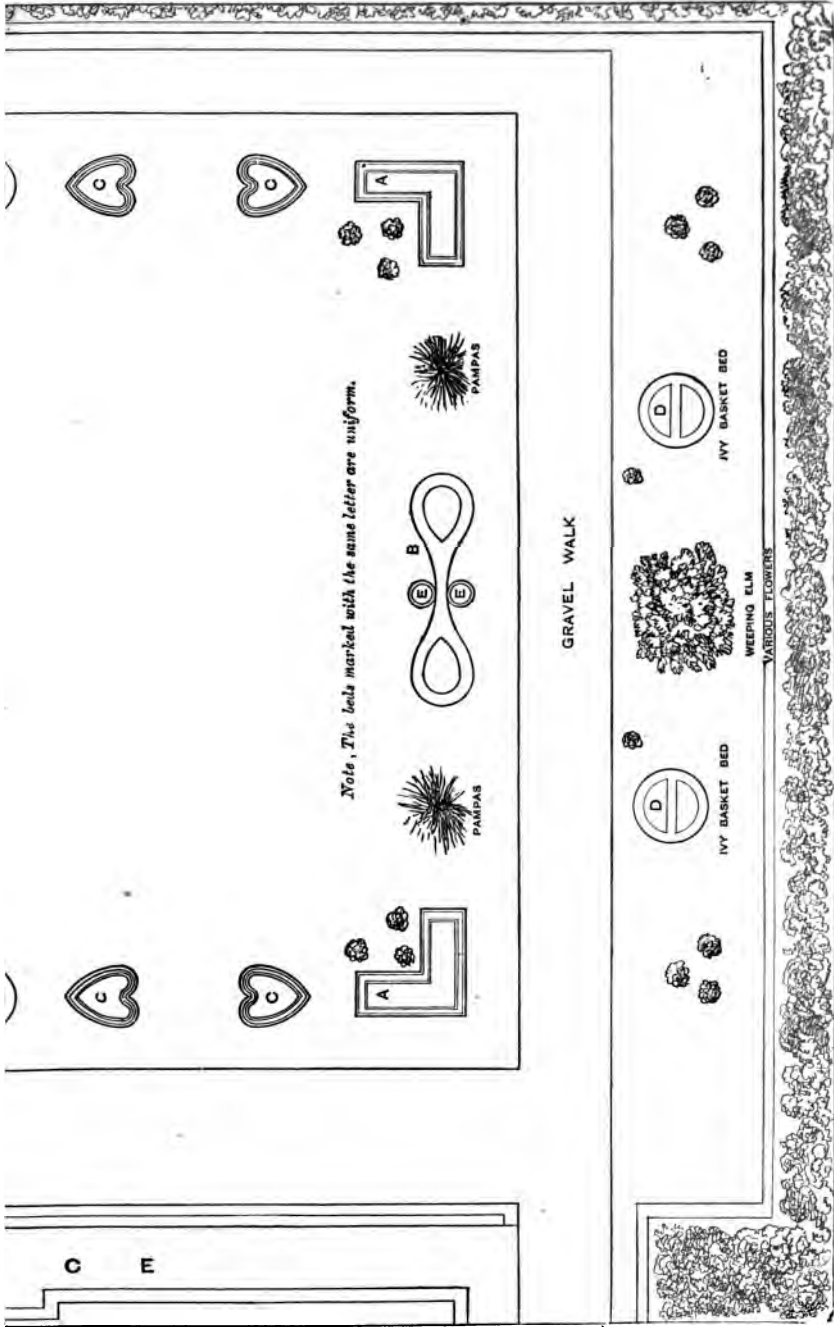 C
C
A
PAMPAS
Note, The beds marked with the same letter are uniform.
B
E
E
PAMPAS
C
C
A
GRAVEL WALK
D
IVY BASKET BED
WEEPING ELM
VARIOUS FLOWERS
D
IVY BASKET BED
C E